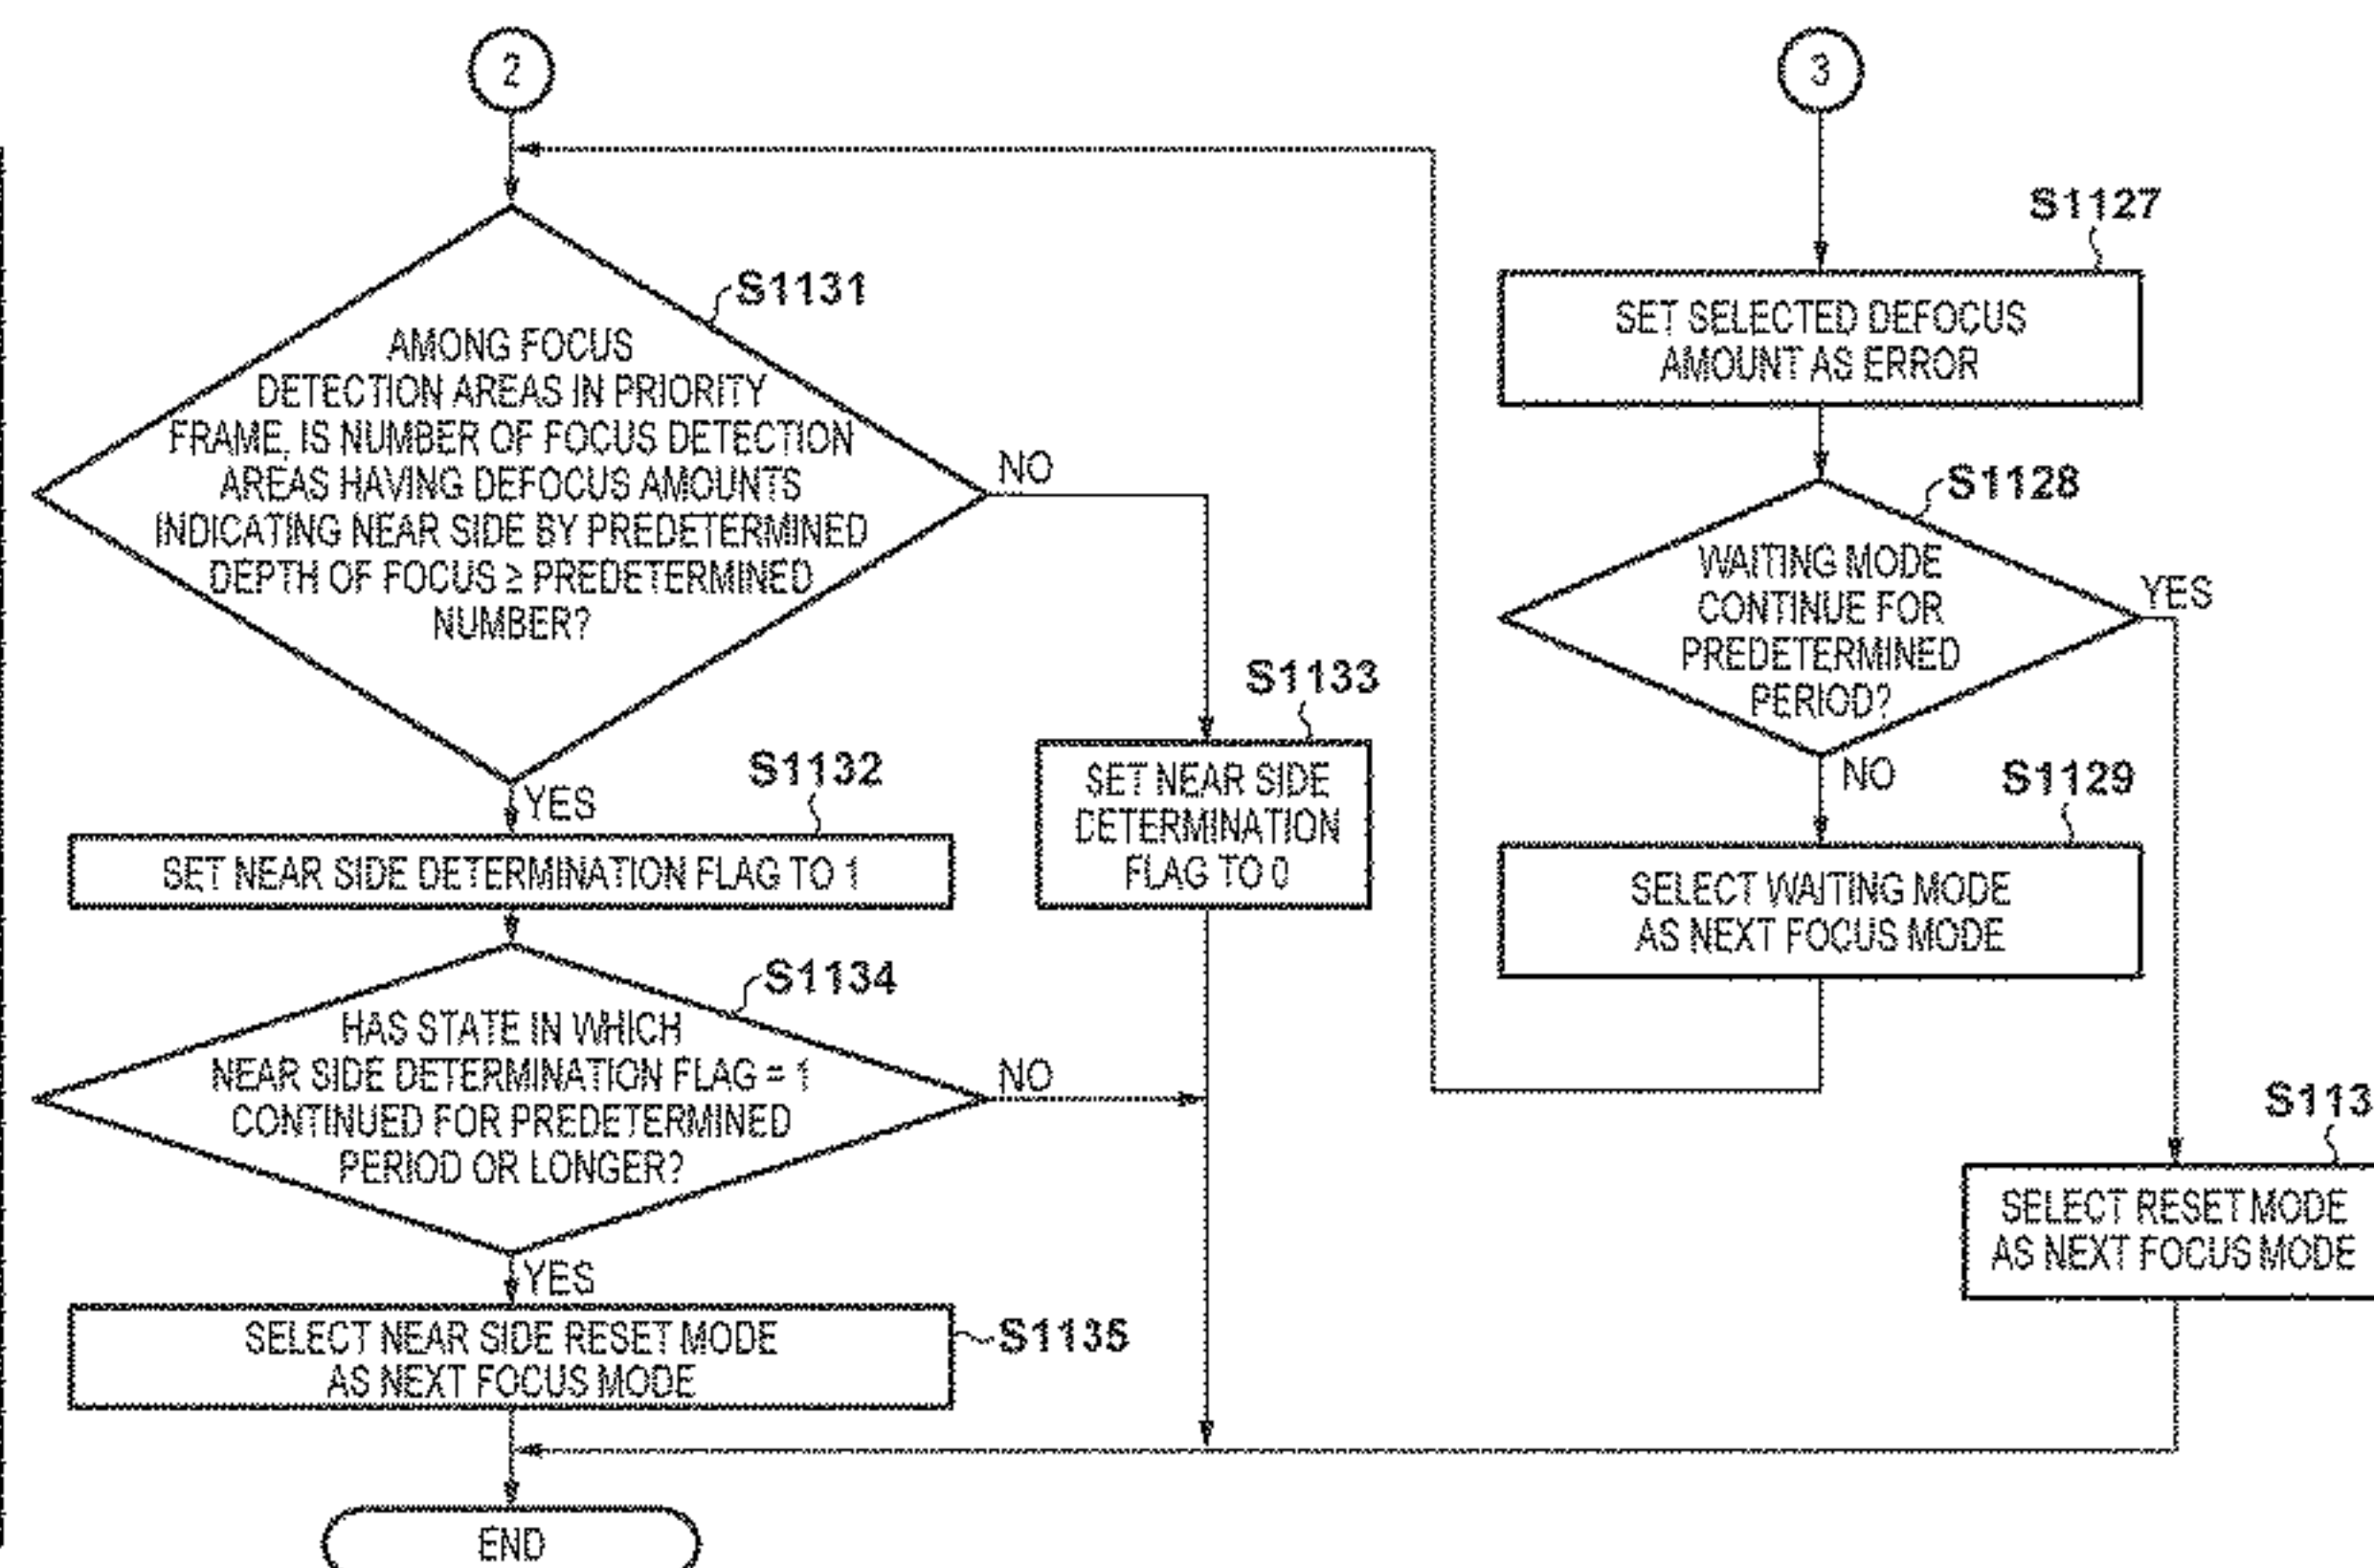 2
S1131
AMONG FOCUS
DETECTION AREAS IN PRIORITY
FRAME, IS NUMBER OF FOCUS DETECTION
AREAS HAVING DEFOCUS AMOUNTS
INDICATING NEAR SIDE BY PREDETERMINED
DEPTH OF FOCUS ≥ PREDETERMINED
NUMBER?
NO
YES
S1132
SET NEAR SIDE DETERMINATION FLAG TO 1
S1133
SET NEAR SIDE
DETERMINATION
FLAG TO 0
S1134
HAS STATE IN WHICH
NEAR SIDE DETERMINATION FLAG = 1
CONTINUED FOR PREDETERMINED
PERIOD OR LONGER?
NO
YES
SELECT NEAR SIDE RESET MODE
AS NEXT FOCUS MODE
S1135
END
3
S1127
SET SELECTED DEFOCUS
AMOUNT AS ERROR
S1128
WAITING MODE
CONTINUE FOR
PREDETERMINED
PERIOD?
YES
NO
S1129
SELECT WAITING MODE
AS NEXT FOCUS MODE
S113
SELECT RESET MODE
AS NEXT FOCUS MODE